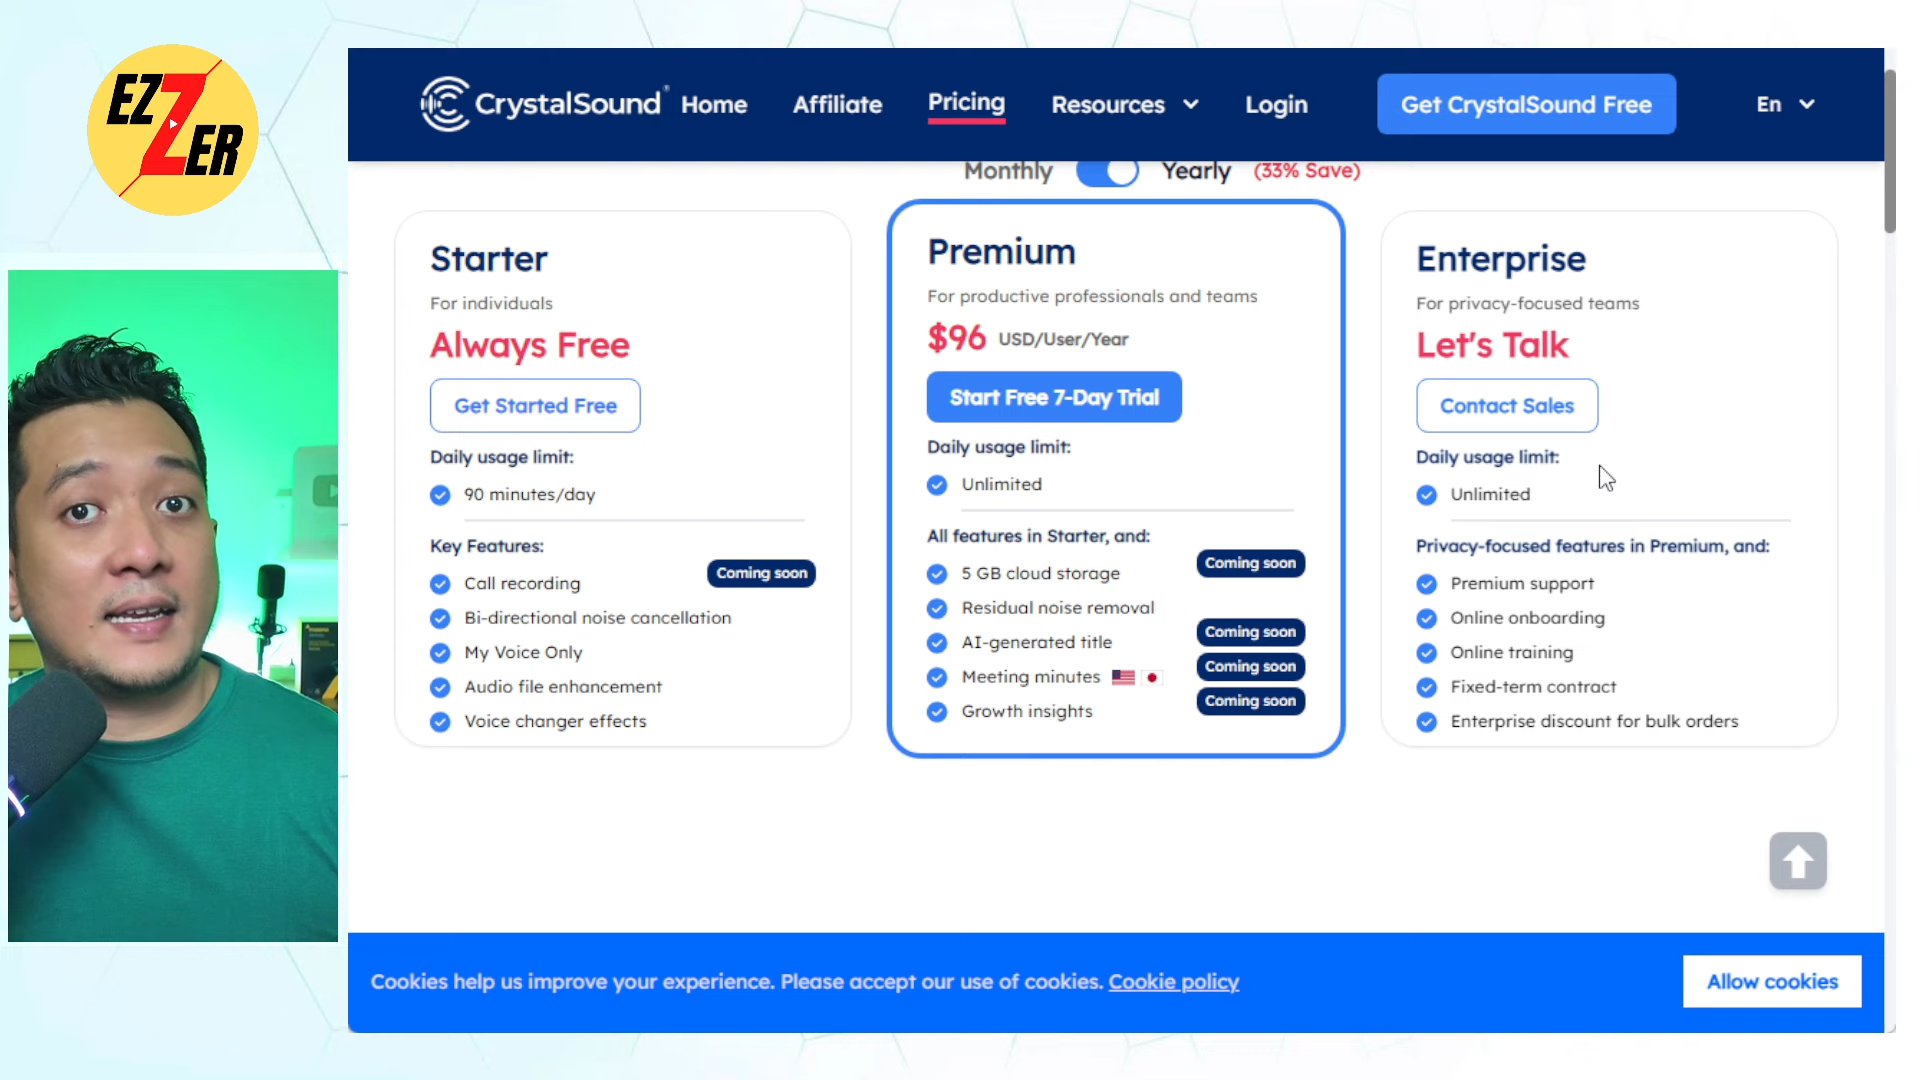 EZZER
CrystalSound
Home
Affiliate
Pricing
Resources
Login
Get CrystalSound Free
En
Monthly
Yearly
(33% Save)
Starter
For individuals
Always Free
Get Started Free
Daily usage limit:
90 minutes/day
Key Features:
Call recording
Coming soon
Bi-directional noise cancellation
My Voice Only
Audio file enhancement
Voice changer effects
Premium
For productive professionals and teams
$96 USD/User/Year
Start Free 7-Day Trial
Daily usage limit:
Unlimited
All features in Starter, and:
5 GB cloud storage
Coming soon
Residual noise removal
AI-generated title
Coming soon
Meeting minutes
Coming soon
Growth insights
Coming soon
Enterprise
For privacy-focused teams
Let's Talk
Contact Sales
Daily usage limit:
Unlimited
Privacy-focused features in Premium, and:
Premium support
Online onboarding
Online training
Fixed-term contract
Enterprise discount for bulk orders
Cookies help us improve your experience. Please accept our use of cookies. Cookie policy
Allow cookies